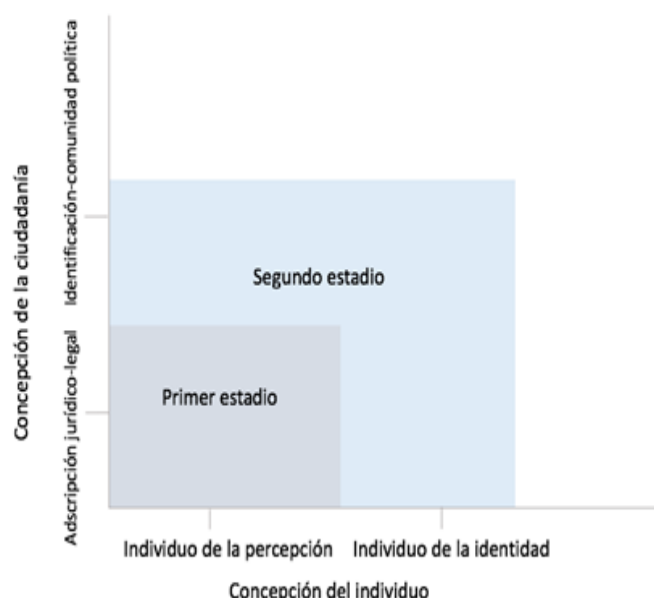 Concepción de la ciudadanía
Identificación-comunidad política
Adscripción jurídico-legal
Segundo estadio
Primer estadio
Individuo de la percepción
Individuo de la identidad
Concepción del individuo